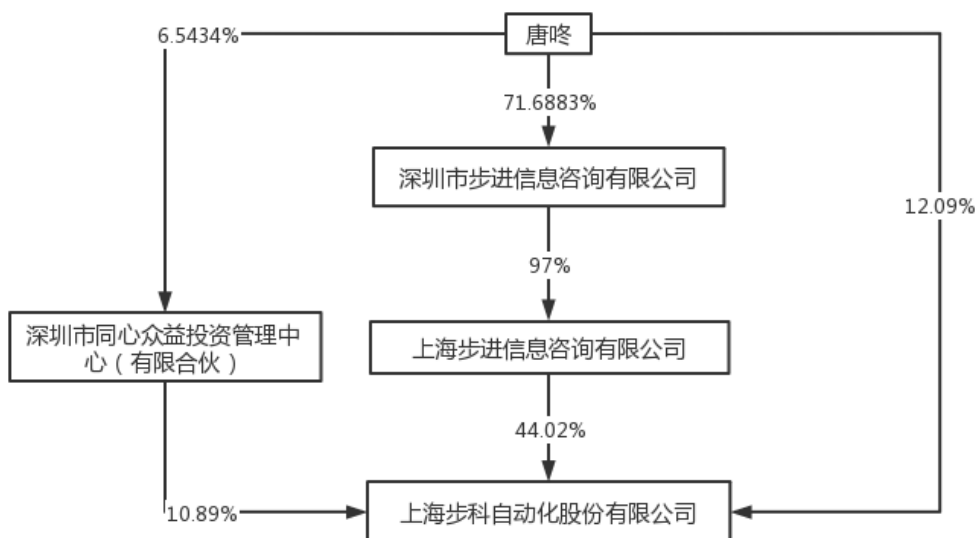 唐咚
6.5434%
71.6883%
深圳市步进信息咨询有限公司
12.09%
97%
深圳市同心众益投资管理中
心（有限合伙）
上海步进信息咨询有限公司
44.02%
10.89%
上海步科自动化股份有限公司